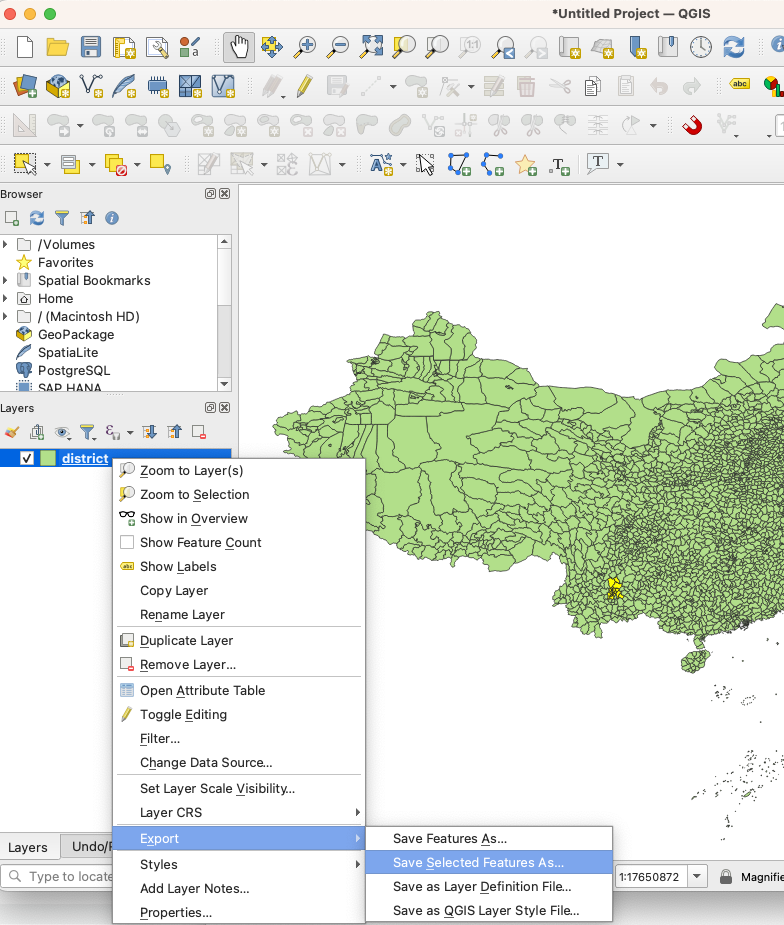 *Untitled Project — QGIS
1:1
abc
T
T
Browser
/Volumes
Favorites
Spatial Bookmarks
Home
/ (Macintosh HD)
GeoPackage
SpatiaLite
PostgreSQL
SAP HANA
Layers
district
Zoom to Layer(s)
Zoom to Selection
Show in Overview
Show Feature Count
abc Show Labels
Copy Layer
Rename Layer
Duplicate Layer
Remove Layer...
Open Attribute Table
Toggle Editing
Filter...
Change Data Source...
Set Layer Scale Visibility...
Layer CRS
Export
Styles
Add Layer Notes...
Properties...
Save Features As...
Save Selected Features As...
Save as Layer Definition File...
Save as QGIS Layer Style File...
Layers
Undo/
Type to locate
1:17650872
Magnifie